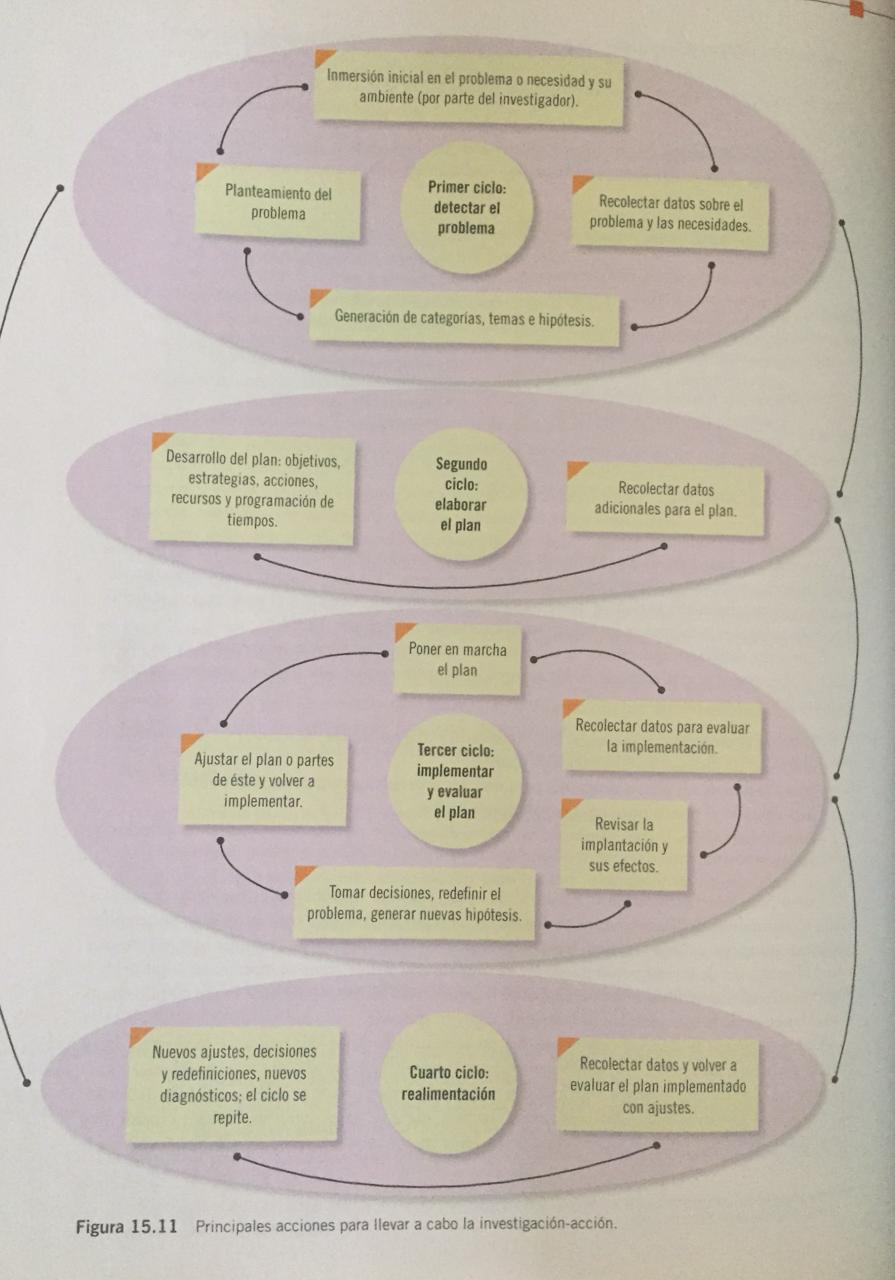 Inmersión inicial en el problema o necesidad y su
ambiente (por parte del investigador).
Planteamiento del
problema
Primer ciclo:
detectar el
problema
Recolectar datos sobre el
problema y las necesidades.
Generación de categorías, temas e hipótesis.
Desarrollo del plan: objetivos,
estrategias, acciones,
recursos y programación de
tiempos.
Segundo
ciclo:
elaborar
el plan
Recolectar datos
adicionales para el plan.
Poner en marcha
el plan
Recolectar datos para evaluar
la implementación.
Ajustar el plan o partes
de éste y volver a
implementar.
Tercer ciclo:
implementar
y evaluar
el plan
Revisar la
implantación y
sus efectos.
Tomar decisiones, redefinir el
problema, generar nuevas hipótesis.
Nuevos ajustes, decisiones
y redefiniciones, nuevos
diagnósticos; el ciclo se
repite.
Cuarto ciclo:
realimentación
Recolectar datos y volver a
evaluar el plan implementado
con ajustes.
Figura 15.11 Principales acciones para llevar a cabo la investigación-acción.